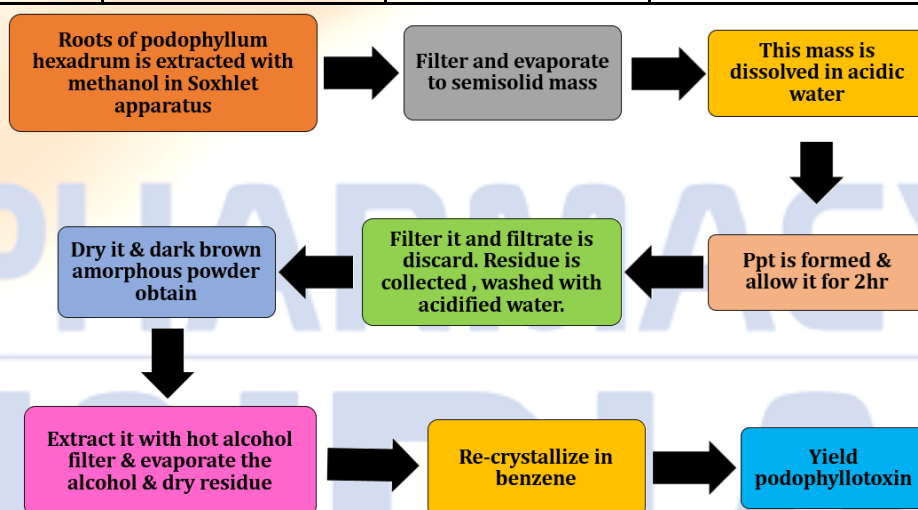 Roots of podophyllum
hexadrum is extracted with
methanol in Soxhlet
apparatus
Filter and evaporate
to semisolid mass
This mass is
dissolved in acidic
water
Ppt is formed &
allow it for 2hr
Filter it and filtrate is
discard. Residue is
collected , washed with
acidified water.
Dry it & dark brown
amorphous powder
obtain
Extract it with hot alcohol
filter & evaporate the
alcohol & dry residue
Re-crystallize in
benzene
Yield
podophyllotoxin
PHARMACY